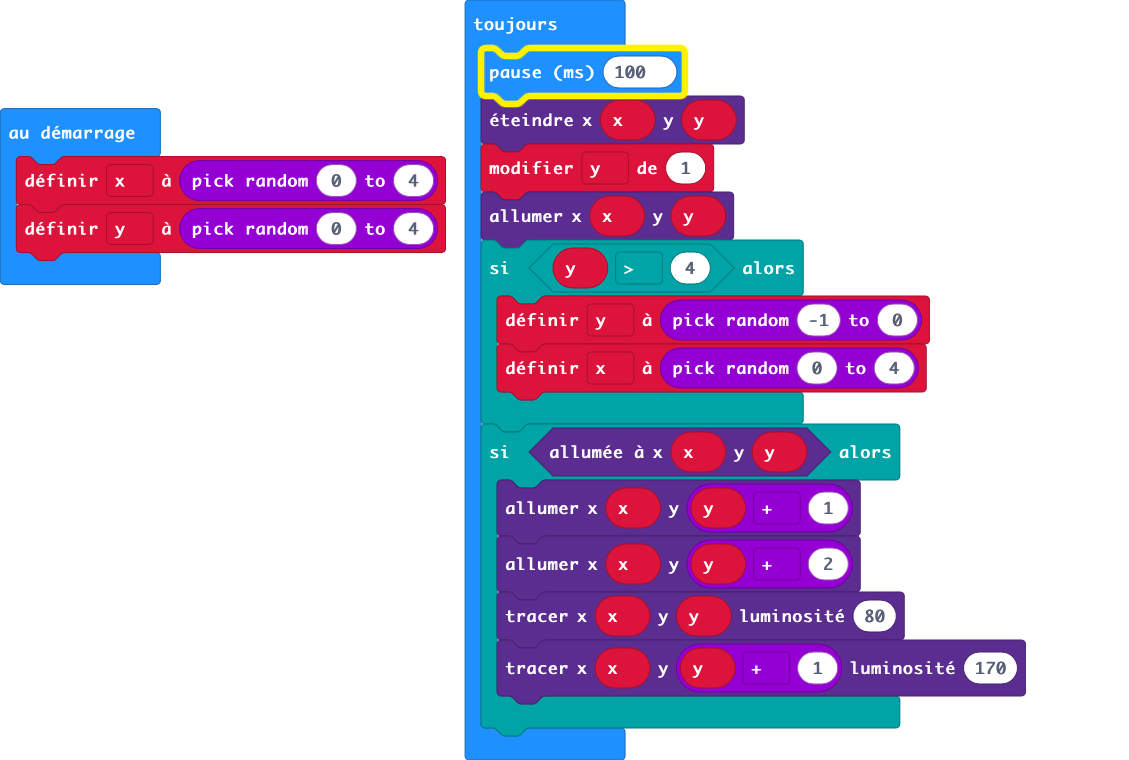 au démarrage
définir x à pick random 0 to 4
définir y à pick random 0 to 4
toujours
pause (ms) 100
éteindre x x y y
modifier y de 1
allumer x x y y
si y > 4 alors
définir y à pick random -1 to 0
définir x à pick random 0 to 4
si allumée à x x y y alors
allumer x x y y + 1
allumer x x y y + 2
tracer x x y y luminosité 80
tracer x x y y + 1 luminosité 170